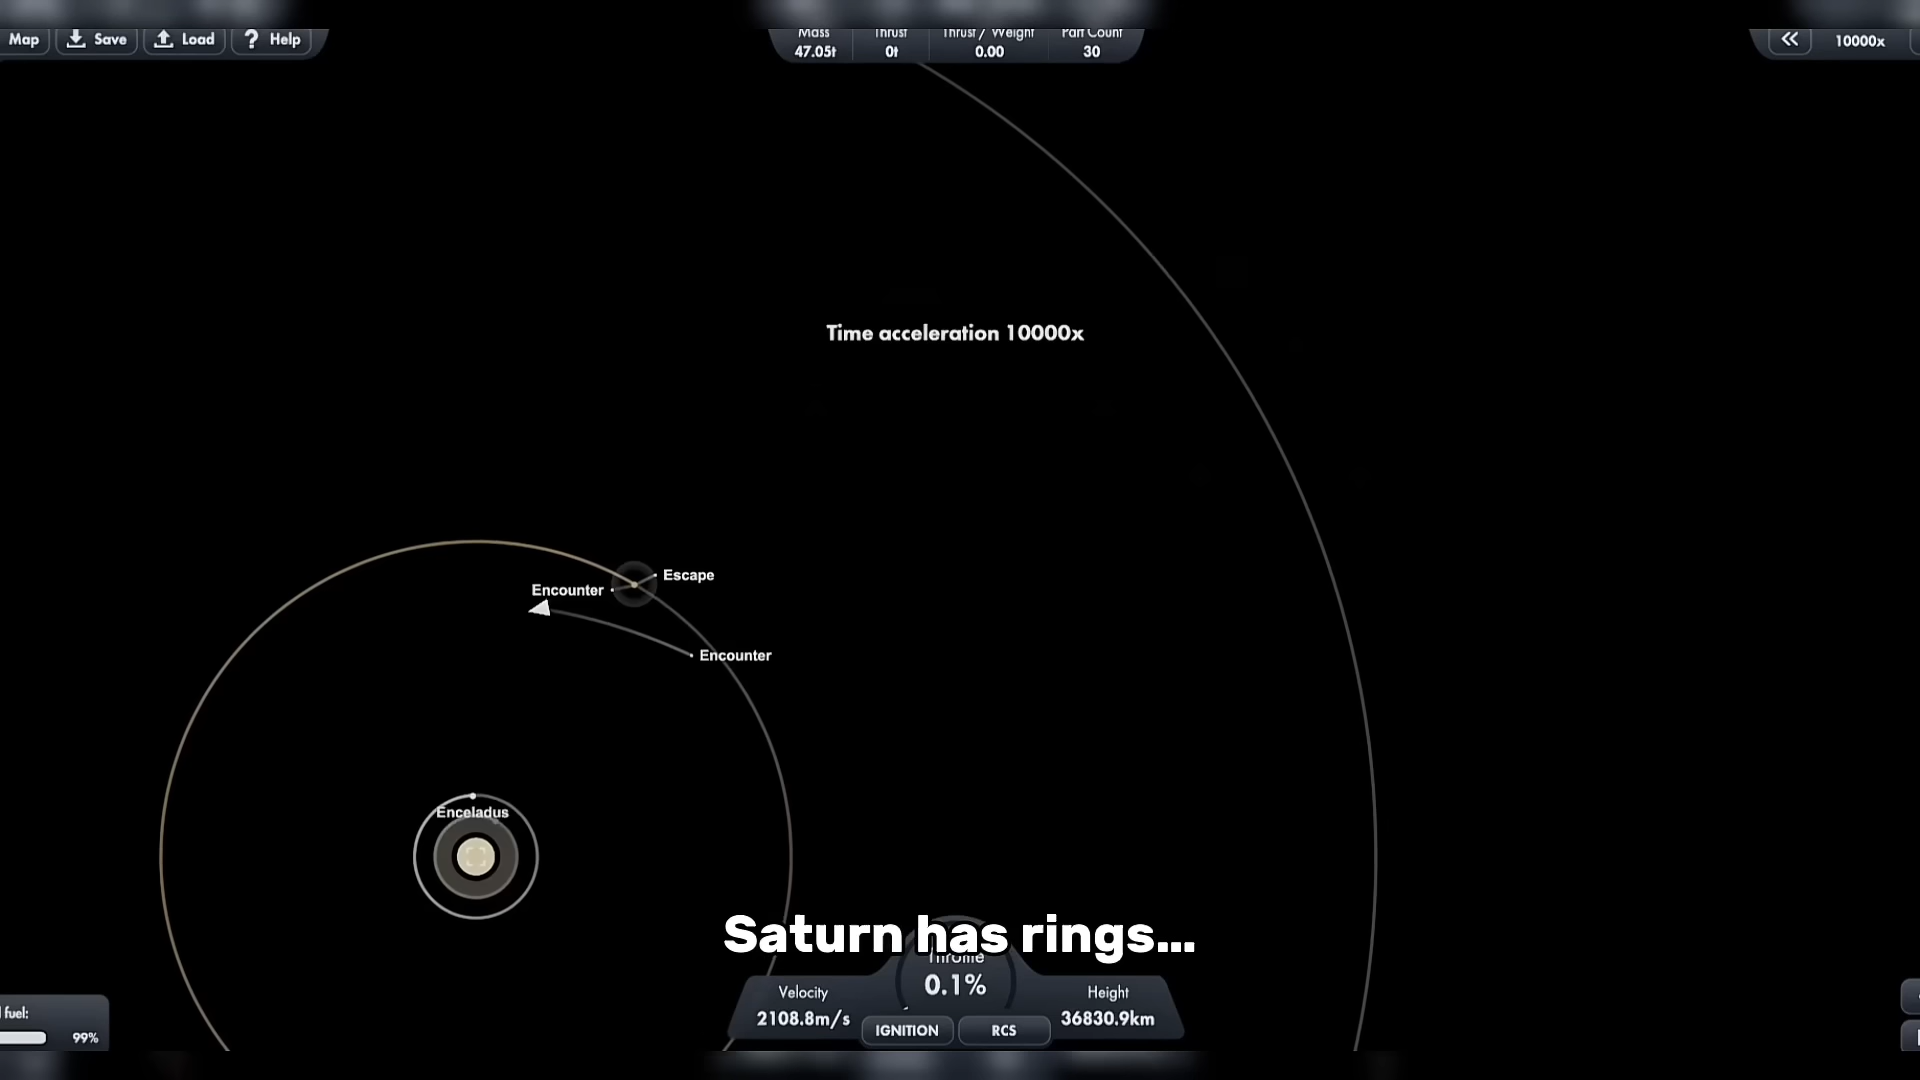 Map
Save
Load
Help
Mass
47.05t
Thrust
0t
Thrust / Weight
0.00
Part Count
30
10000x
Time acceleration 10000x
Escape
Encounter
Encounter
Enceladus
Saturn has rings...
Throttle
0.1%
Velocity
2108.8m/s
Height
36830.9km
IGNITION
RCS
fuel:
99%